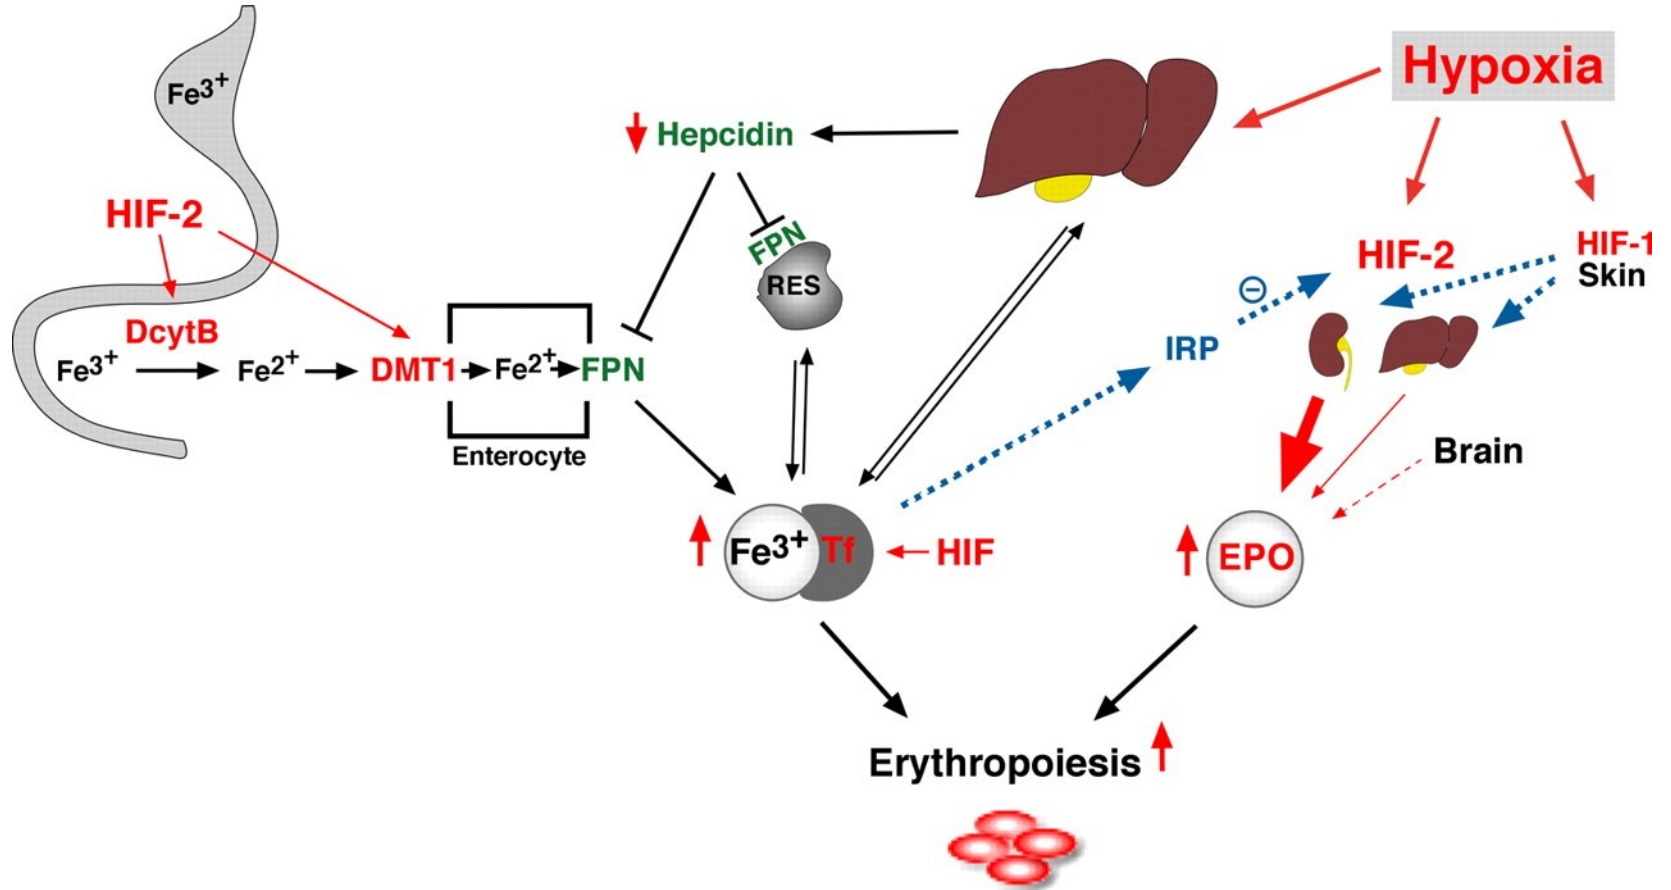 Hypoxia
Fe3+
Hepcidin
HIF-2
FPN
RES
HIF-2
HIF-1
Skin
DcytB
Fe3+
Fe2+
DMT1
Fe2+
FPN
IRP
Enterocyte
Brain
Fe3+
Tf
HIF
EPO
Erythropoiesis